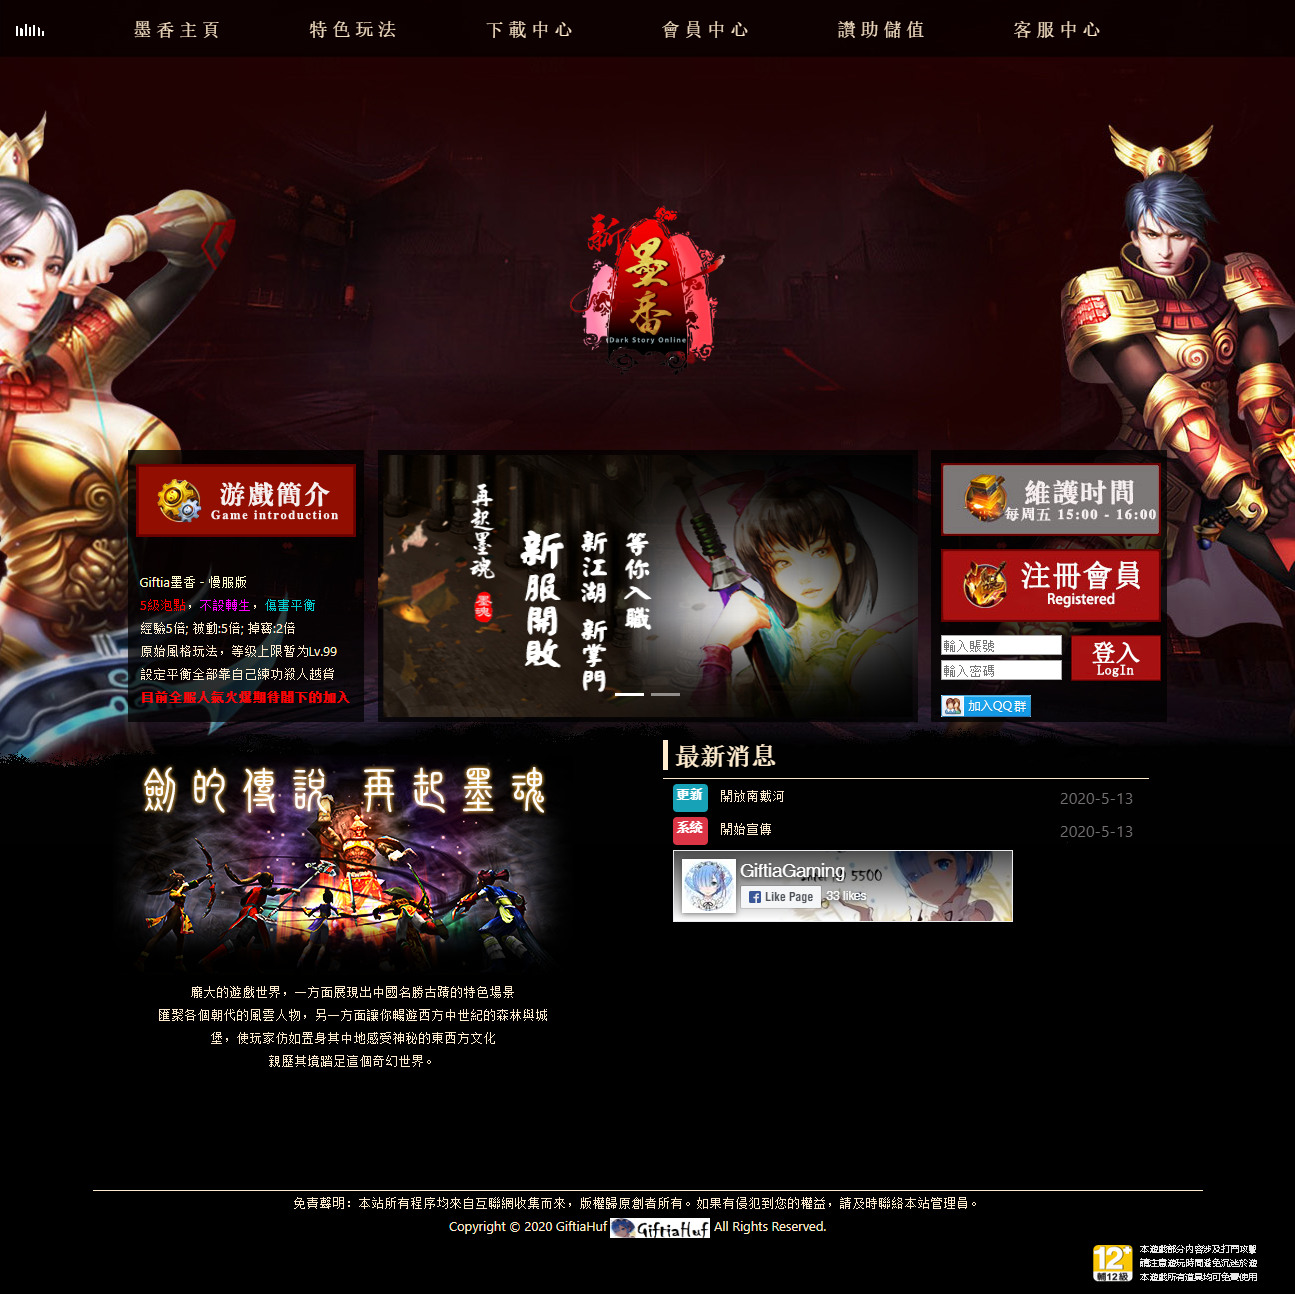 墨香主頁
特色玩法
下載中心
會員中心
讚助儲值
客服中心
新
墨香
Dark Story Online
游戲簡介
Game introduction
Giftia墨香 - 慢服版
5級泡點，不設轉生，傷害平衡
經驗5倍; 被動:5倍; 掉寶:2倍
原始風格玩法，等级上限暂为Lv.99
設定平衡全部靠自己練功殺人越貨
目前全服人氣火爆期待閣下的加入
再起墨魂
墨魂
新服開啟
新江湖 新掌門
等你入職
維護时間
每周五 15:00 - 16:00
注冊會員
Registered
輸入賬號
輸入密碼
登入
LogIn
加入QQ群
劍的傳說 再起墨魂
龐大的遊戲世界，一方面展現出中國名勝古蹟的特色場景
匯聚各個朝代的風雲人物，另一方面讓你暢遊西方中世紀的森林與城
堡，使玩家仿如置身其中地感受神秘的東西方文化
親歷其境踏足這個奇幻世界。
最新消息
更新 開放南戴河 2020-5-13
系統 開始宣傳 2020-5-13
GiftiaGaming
5500
Like Page
33 likes
免責聲明：本站所有程序均來自互聯網收集而來，版權歸原創者所有。如果有侵犯到您的權益，請及時聯絡本站管理員。
Copyright © 2020 GiftiaHuf GiftiaHuf All Rights Reserved.
12+
輔12級
本遊戲部分內容涉及打鬥攻擊
請注意遊玩時間避免沉迷於遊
本遊戲所有道具均可免費使用